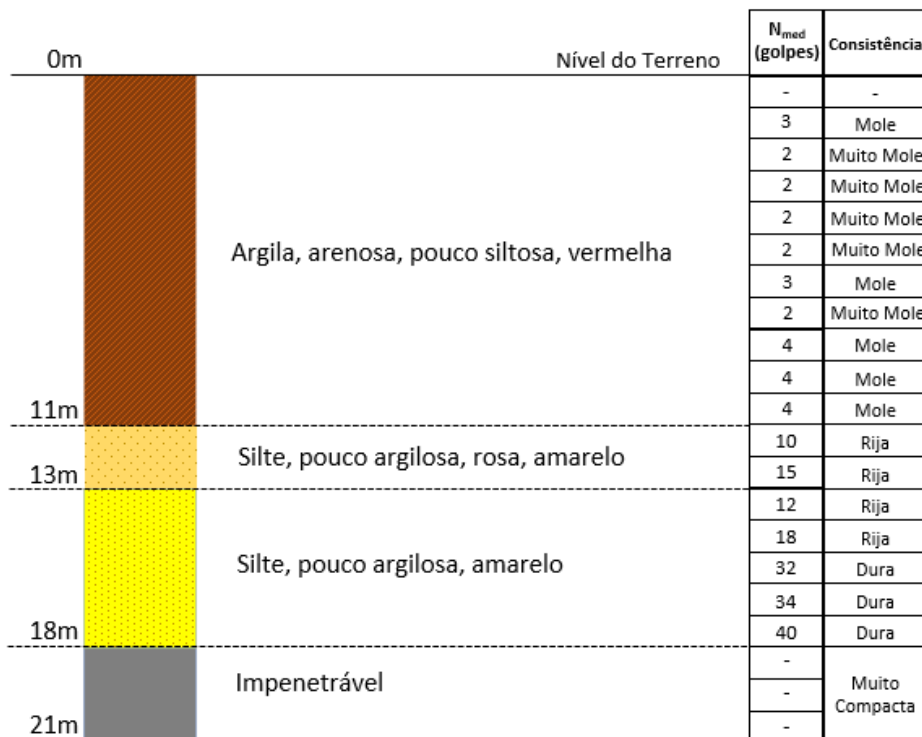 N_med
(golpes) Consistência
0m Nível do Terreno
- -
3 Mole
2 Muito Mole
2 Muito Mole
2 Muito Mole
Argila, arenosa, pouco siltosa, vermelha 2 Muito Mole
3 Mole
2 Muito Mole
4 Mole
4 Mole
11m 4 Mole
Silte, pouco argilosa, rosa, amarelo 10 Rija
13m 15 Rija
12 Rija
18 Rija
Silte, pouco argilosa, amarelo 32 Dura
34 Dura
18m 40 Dura
-
Impenetrável - Muito
Compacta
21m -